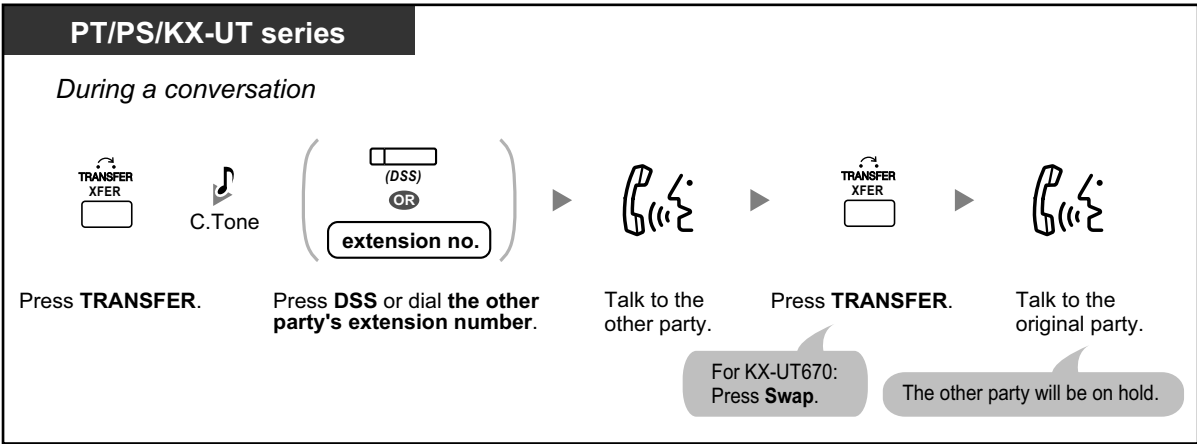 PT/PS/KX-UT series
During a conversation
TRANSFER
XFER
C.Tone
(DSS)
OR
extension no.
TRANSFER
XFER
Press TRANSFER.
Press DSS or dial the other
party's extension number.
Talk to the
other party.
Press TRANSFER.
Talk to the
original party.
For KX-UT670:
Press Swap.
The other party will be on hold.